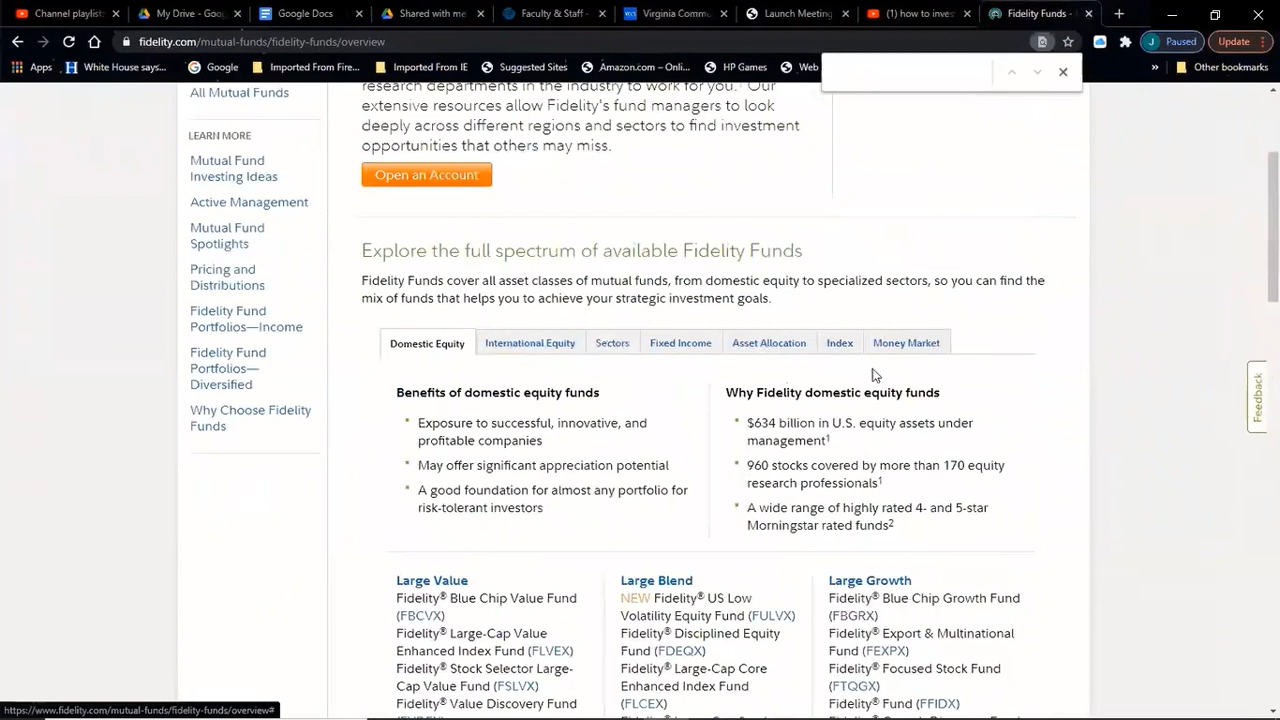 Channel playlists
My Drive - Goog
Google Docs
Shared with me
Faculty & Staff -
Virginia Commu
Launch Meeting
(1) how to inves
Fidelity Funds -
fidelity.com/mutual-funds/fidelity-funds/overview
J
Paused
Update
Apps
White House says...
Google
Imported From Fire...
Imported From IE
Suggested Sites
Amazon.com – Onli...
HP Games
Web
»
Other bookmarks
All Mutual Funds
LEARN MORE
Mutual Fund
Investing Ideas
Active Management
Mutual Fund
Spotlights
Pricing and
Distributions
Fidelity Fund
Portfolios—Income
Fidelity Fund
Portfolios—
Diversified
Why Choose Fidelity
Funds
research departments in the industry to work for you.¹ Our
extensive resources allow Fidelity's fund managers to look
deeply across different regions and sectors to find investment
opportunities that others may miss.
Open an Account
Explore the full spectrum of available Fidelity Funds
Fidelity Funds cover all asset classes of mutual funds, from domestic equity to specialized sectors, so you can find the
mix of funds that helps you to achieve your strategic investment goals.
Domestic Equity
International Equity
Sectors
Fixed Income
Asset Allocation
Index
Money Market
Benefits of domestic equity funds
Exposure to successful, innovative, and
profitable companies
May offer significant appreciation potential
A good foundation for almost any portfolio for
risk-tolerant investors
Why Fidelity domestic equity funds
$634 billion in U.S. equity assets under
management¹
960 stocks covered by more than 170 equity
research professionals¹
A wide range of highly rated 4- and 5-star
Morningstar rated funds²
Large Value
Fidelity® Blue Chip Value Fund
(FBCVX)
Fidelity® Large-Cap Value
Enhanced Index Fund (FLVEX)
Fidelity® Stock Selector Large-
Cap Value Fund (FSLVX)
Fidelity® Value Discovery Fund
Large Blend
NEW Fidelity® US Low
Volatility Equity Fund (FULVX)
Fidelity® Disciplined Equity
Fund (FDEQX)
Fidelity® Large-Cap Core
Enhanced Index Fund
(FLCEX)
Large Growth
Fidelity® Blue Chip Growth Fund
(FBGRX)
Fidelity® Export & Multinational
Fund (FEXPX)
Fidelity® Focused Stock Fund
(FTQGX)
Fidelity® Fund (FFIDX)
Feedback
https://www.fidelity.com/mutual-funds/fidelity-funds/overview#